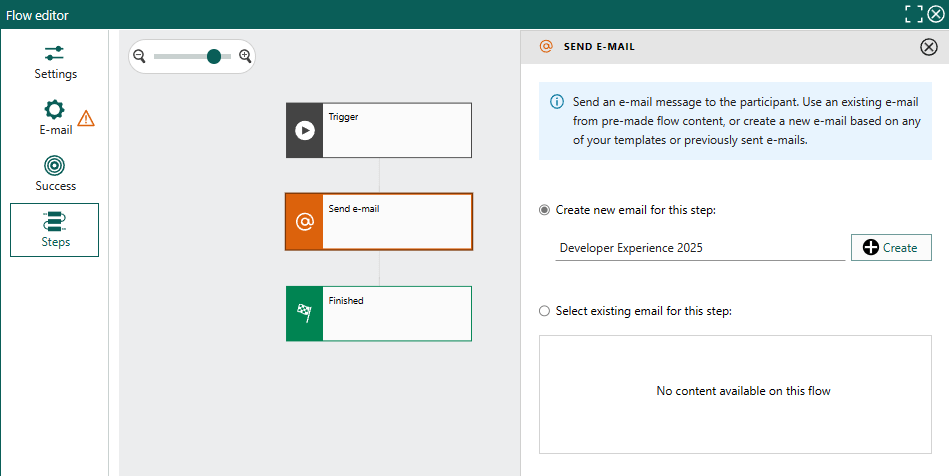 Flow editor
Settings
E-mail
Success
Steps
Trigger
Send e-mail
Finished
SEND E-MAIL
Send an e-mail message to the participant. Use an existing e-mail
from pre-made flow content, or create a new e-mail based on any
of your templates or previously sent e-mails.
Create new email for this step:
Developer Experience 2025
Create
Select existing email for this step:
No content available on this flow